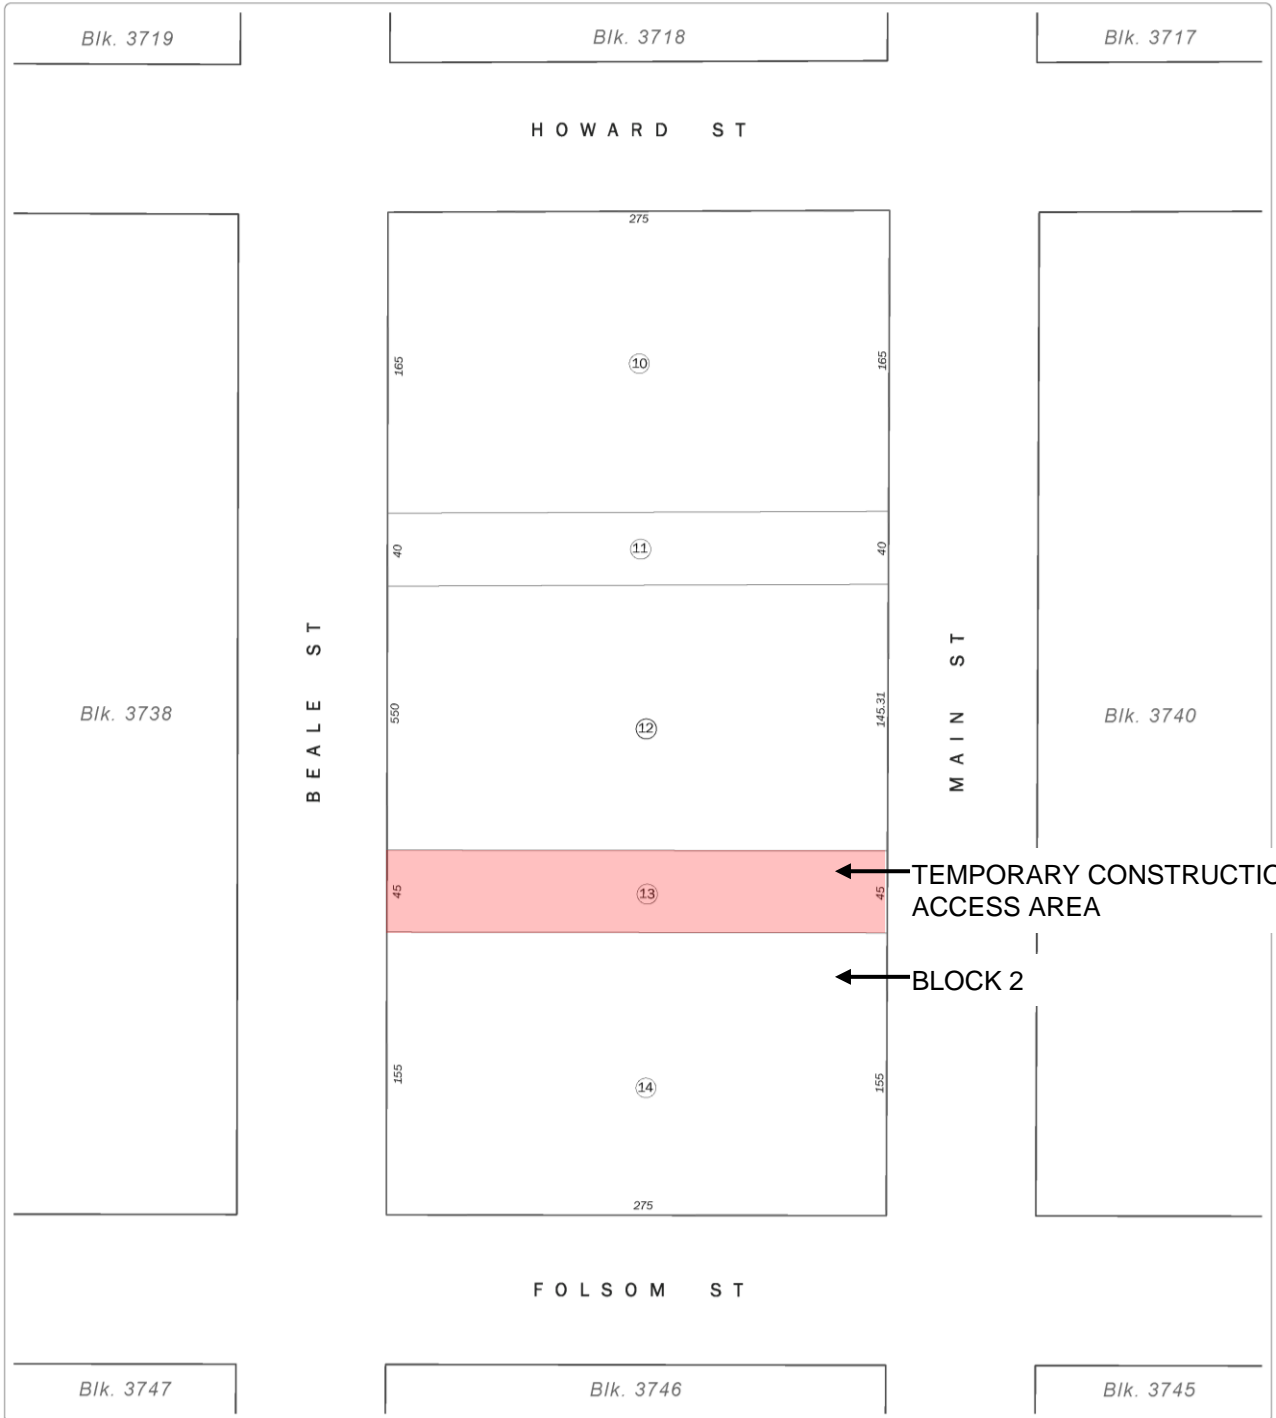 Blk. 3719
Blk. 3718
Blk. 3717
HOWARD ST
275
165
10
165
40
11
40
BEALE ST
MAIN ST
Blk. 3738
550
12
145.31
Blk. 3740
45
13
45
TEMPORARY CONSTRUCTIO
ACCESS AREA
BLOCK 2
155
14
155
275
FOLSOM ST
Blk. 3747
Blk. 3746
Blk. 3745